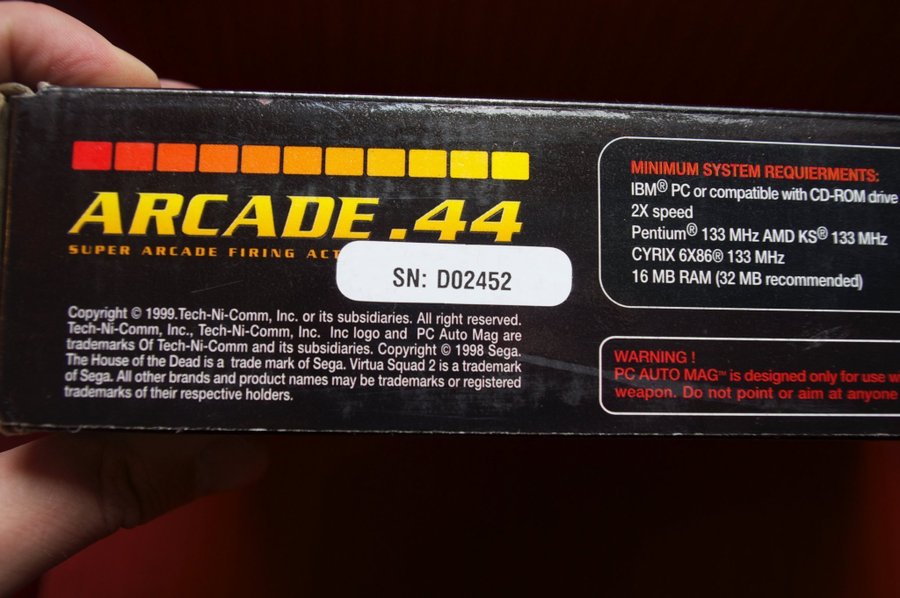 ARCADE .44
SUPER ARCADE FIRING
SN: D02452
Copyright © 1999.Tech-Ni-Comm, Inc. or its subsidiaries. All right reserved.
Tech-Ni-Comm, Inc., Tech-Ni-Comm, Inc. Inc logo and PC Auto Mag are
trademarks Of Tech-Ni-Comm and its subsidiaries. Copyright © 1998 Sega.
The House of the Dead is a trade mark of Sega. Virtua Squad 2 is a trademark
of Sega. All other brands and product names may be trademarks or registered
trademarks of their respective holders.
MINIMUM SYSTEM REQUIERMENTS:
IBM® PC or compatible with CD-ROM drive
2X speed
Pentium® 133 MHz AMD KS® 133 MHz
CYRIX 6X86® 133 MHz
16 MB RAM (32 MB recommended)
WARNING !
PC AUTO MAG™ is designed only for use
weapon. Do not point or aim at anyone